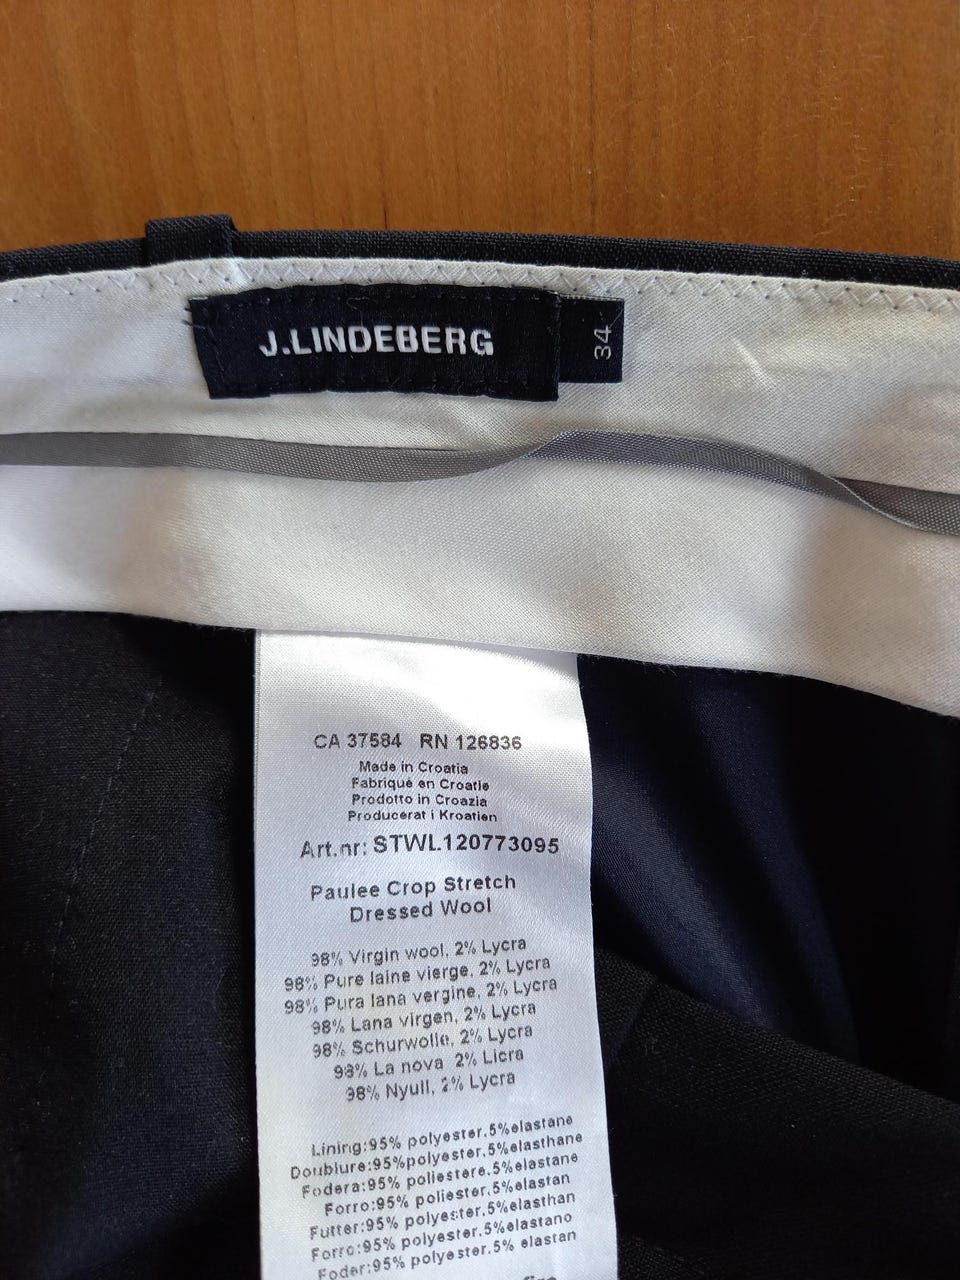 J.LINDEBERG
34
CA 37584 RN 126836
Made in Croatia
Fabriqué en Croatie
Prodotto in Croazia
Producerat i Kroatien
Art.nr: STWL120773095
Paulee Crop Stretch
Dressed Wool
98% Virgin wool, 2% Lycra
98% Pure laine vierge, 2% Lycra
98% Pura lana vergine, 2% Lycra
98% Lana virgen, 2% Lycra
98% Schurwolle, 2% Lycra
98% La nova 2% Licra
98% Nyull, 2% Lycra
Lining:95% polyester.5%elastane
Doublure:95%polyester.5%elasthane
Fodera:95% poliestere.5%elastane
Forro:95% poliester.5%elastan
Futter:95% polyester.5%elasthan
Forro:95% poliester.5%elastano
Foder:95% polyester.5% elastan